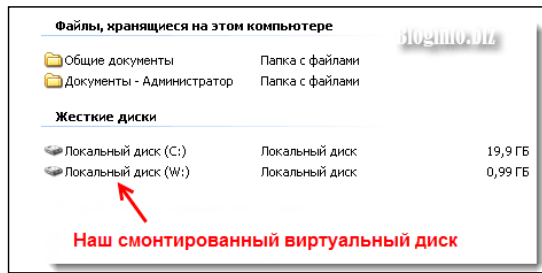 Файлы, хранящиеся на этом компьютере
Bloginfo.biz
Общие документы Папка с файлами
Документы - Администратор Папка с файлами
Жесткие диски
Локальный диск (C:) Локальный диск 19,9 ГБ
Локальный диск (W:) Локальный диск 0,99 ГБ
Наш смонтированный виртуальный диск